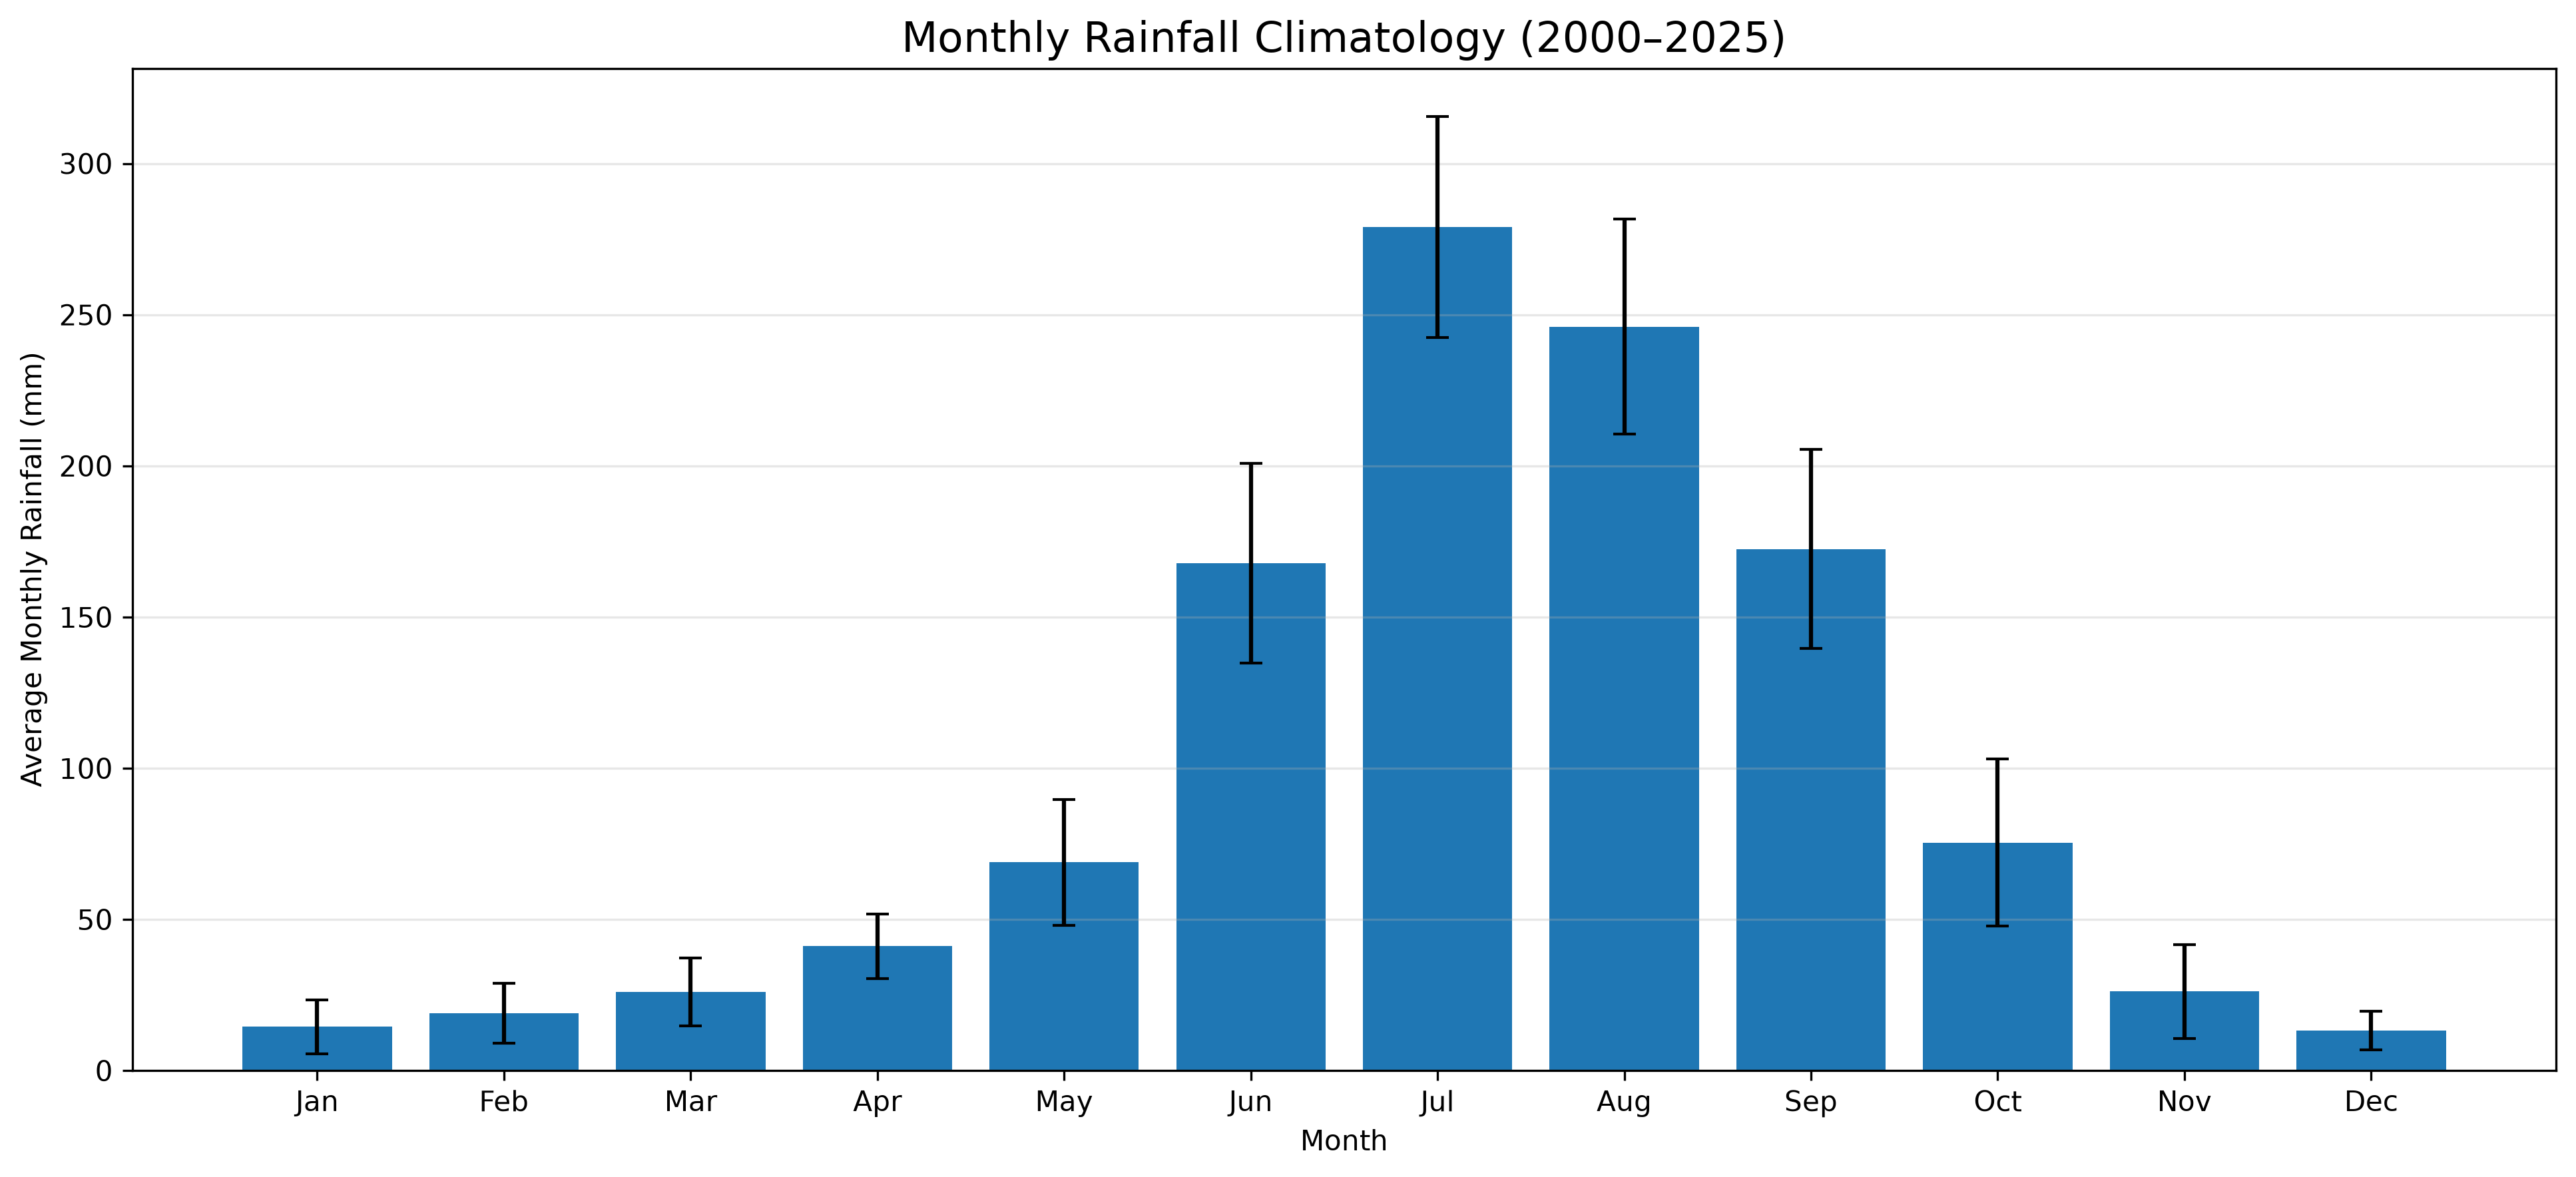 Monthly Rainfall Climatology (2000–2025)
Average Monthly Rainfall (mm)
300
250
200
150
100
50
0
Jan Feb Mar Apr May Jun Jul Aug Sep Oct Nov Dec
Month